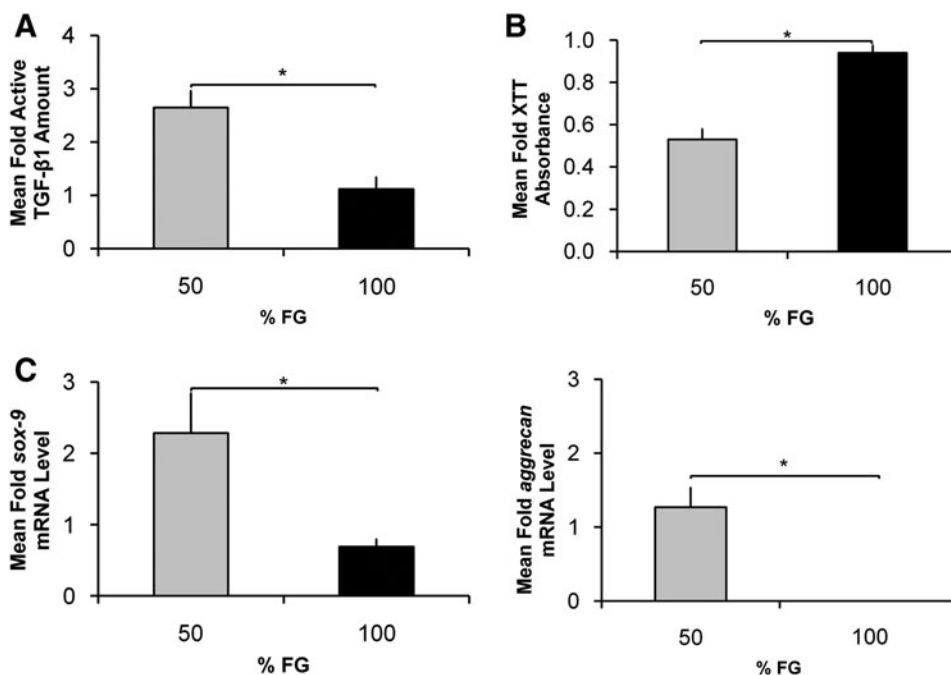 A
Mean Fold Active
TGF-β1 Amount
4
3
2
1
0
*
50
100
% FG
B
Mean Fold XTT
Absorbance
1.0
0.8
0.6
0.4
0.2
0.0
*
50
100
% FG
C
Mean Fold sox-9
mRNA Level
3
2
1
0
*
50
100
% FG
Mean Fold aggrecan
mRNA Level
3
2
1
0
*
50
100
% FG